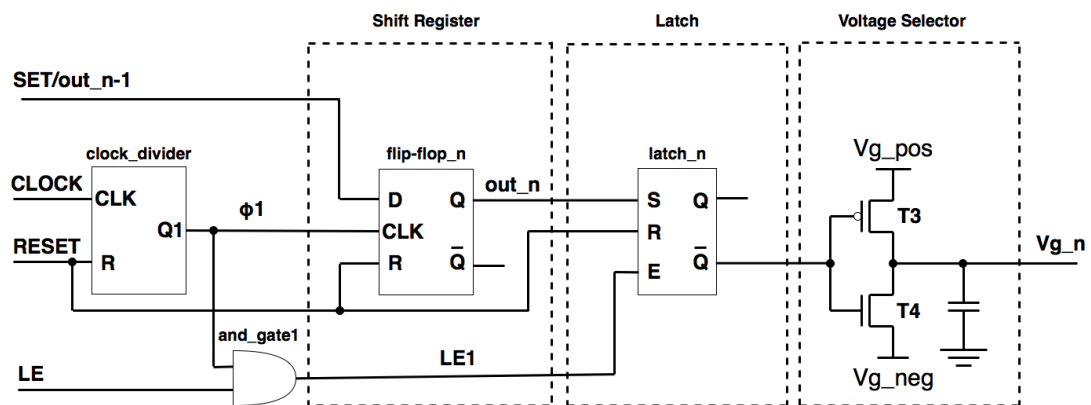 Shift Register
Latch
Voltage Selector
SET/out_n-1
clock_divider
flip-flop_n
latch_n
Vg_pos
CLOCK
CLK
Q1
ϕ1
D
Q
CLK
R
Q̅
out_n
S
Q
R
Q̅
E
T3
Vg_n
RESET
R
T4
and_gate1
LE
LE1
Vg_neg